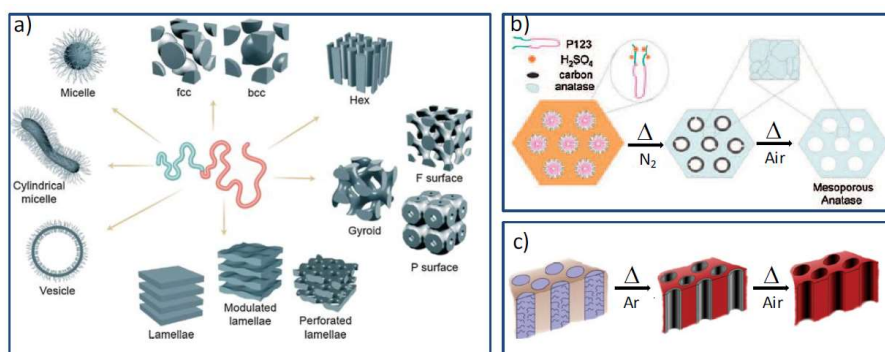 a)
Micelle
fcc
bcc
Hex
F surface
Cylindrical
micelle
Gyroid
P surface
Vesicle
Lamellae
Modulated
lamellae
Perforated
lamellae
b)
P123
H₂SO₄
carbon
anatase
Δ
N₂
Δ
Air
Mesoporous
Anatase
c)
Δ
Ar
Δ
Air